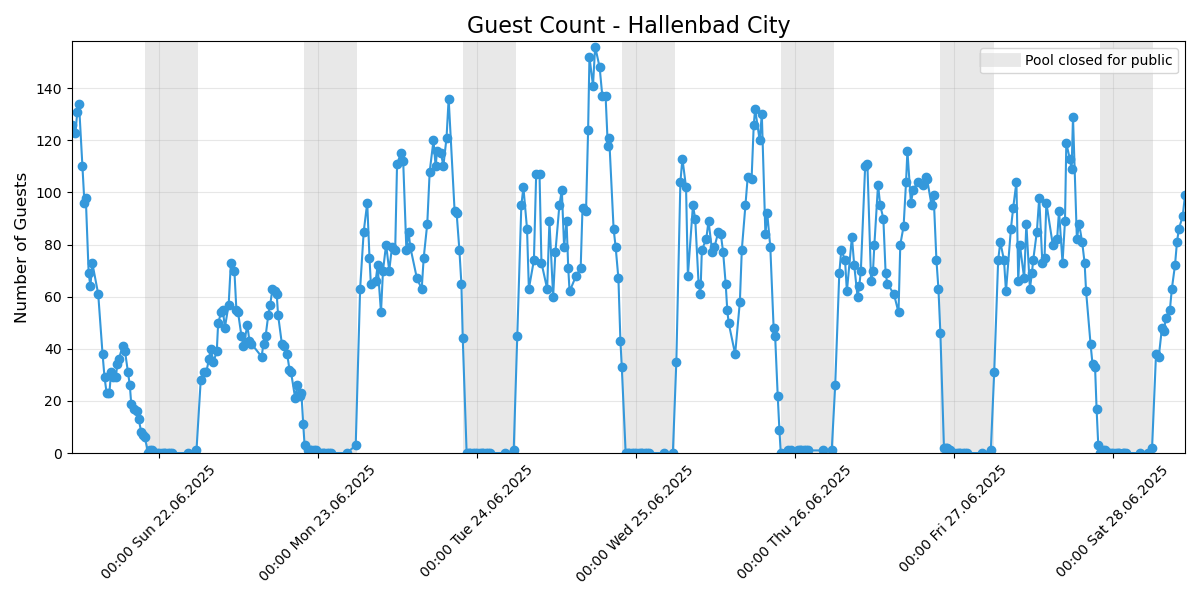 Guest Count - Hallenbad City
Pool closed for public
Number of Guests
140
120
100
80
60
40
20
0
00:00 Sun 22.06.2025
00:00 Mon 23.06.2025
00:00 Tue 24.06.2025
00:00 Wed 25.06.2025
00:00 Thu 26.06.2025
00:00 Fri 27.06.2025
00:00 Sat 28.06.2025